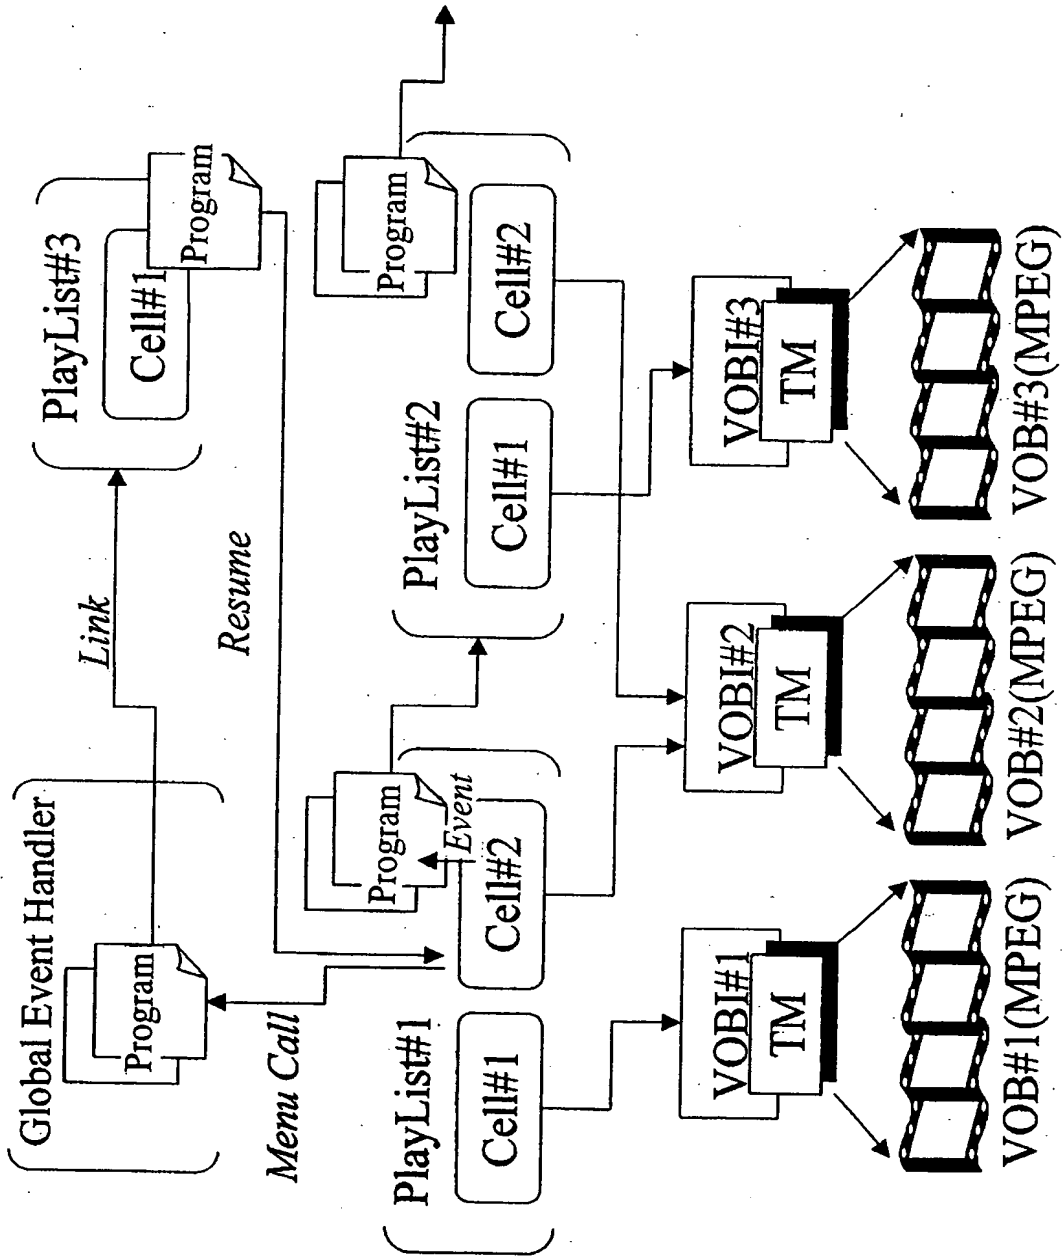 Global Event Handler
Program
Link
PlayList#3
Cell#1
Program
Menu Call
Resume
PlayList#1
Cell#1
Cell#2
Event
Program
PlayList#2
Cell#1
Cell#2
Program
VOBI#1
TM
VOBI#2
TM
VOBI#3
TM
VOB#1(MPEG)
VOB#2(MPEG)
VOB#3(MPEG)